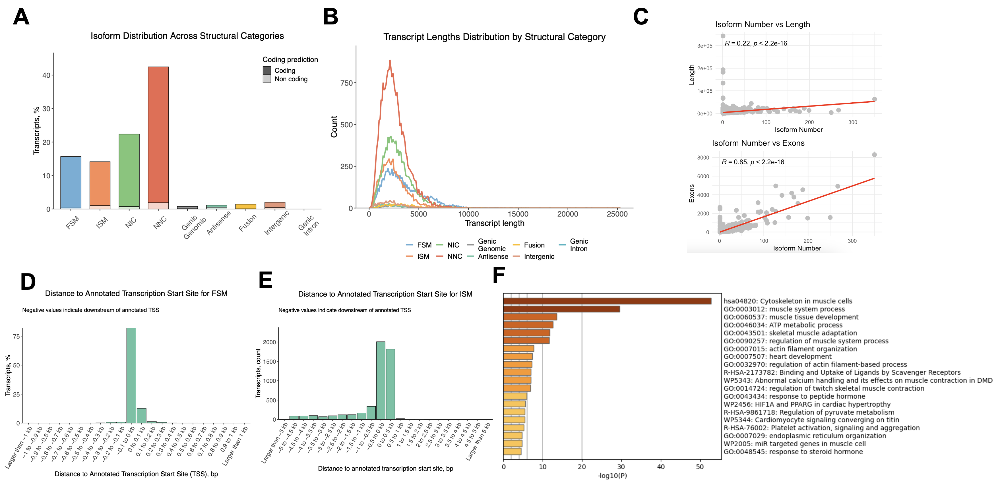 A
Isoform Distribution Across Structural Categories
Coding prediction
Coding
Non coding
Transcripts, %
40
30
20
10
0
FSM
ISM
NIC
NNC
Genic
Genomic
Antisense
Fusion
Intergenic
Genic
Intron
B
Transcript Lengths Distribution by Structural Category
Count
750
500
250
0
0
5000
10000
15000
20000
25000
Transcript length
FSM
NIC
Genic
Genomic
Fusion
Genic
Intron
ISM
NNC
Antisense
Intergenic
C
Isoform Number vs Length
R = 0.22, p < 2.2e-16
Length
3e+05
2e+05
1e+05
0e+00
0
100
200
300
Isoform Number
Isoform Number vs Exons
R = 0.85, p < 2.2e-16
Exons
8000
6000
4000
2000
0
0
100
200
300
Isoform Number
D
Distance to Annotated Transcription Start Site for FSM
Negative values indicate downstream of annotated TSS
Transcripts, %
75
50
25
0
Larger than −1 kb
−1 to −0.9 kb
−0.9 to −0.8 kb
−0.8 to −0.7 kb
−0.7 to −0.6 kb
−0.6 to −0.5 kb
−0.5 to −0.4 kb
−0.4 to −0.3 kb
−0.3 to −0.2 kb
−0.2 to −0.1 kb
−0.1 to 0 kb
0 to 0.1 kb
0.1 to 0.2 kb
0.2 to 0.3 kb
0.3 to 0.4 kb
0.4 to 0.5 kb
0.5 to 0.6 kb
0.6 to 0.7 kb
0.7 to 0.8 kb
0.8 to 0.9 kb
0.9 to 1 kb
Larger than 1 kb
Distance to Annotated Transcription Start Site (TSS), bp
E
Distance to Annotated Transcription Start Site for ISM
Negative values indicate downstream of annotated TSS
Transcripts, count
2000
1500
1000
500
0
Larger than −5 kb
−5 to −4.5 kb
−4.5 to −4 kb
−4 to −3.5 kb
−3.5 to −3 kb
−3 to −2.5 kb
−2.5 to −2 kb
−2 to −1.5 kb
−1.5 to −1 kb
−1 to −0.5 kb
−0.5 to 0 kb
0 to 0.5 kb
0.5 to 1 kb
1 to 1.5 kb
1.5 to 2 kb
2 to 2.5 kb
2.5 to 3 kb
3 to 3.5 kb
3.5 to 4 kb
4 to 4.5 kb
4.5 to 5 kb
Larger than 5 kb
Distance to annotated transcription start site, bp
F
hsa04820: Cytoskeleton in muscle cells
GO:0003012: muscle system process
GO:0060537: muscle tissue development
GO:0046034: ATP metabolic process
GO:0043501: skeletal muscle adaptation
GO:0090257: regulation of muscle system process
GO:0007015: actin filament organization
GO:0007507: heart development
GO:0032970: regulation of actin filament-based process
R-HSA-2173782: Binding and Uptake of Ligands by Scavenger Receptors
WP5343: Abnormal calcium handling and its effects on muscle contraction in DMD
GO:0014724: regulation of twitch skeletal muscle contraction
GO:0043434: response to peptide hormone
WP2456: HIF1A and PPARG in cardiac hypertropthy
R-HSA-9861718: Regulation of pyruvate metabolism
WP5344: Cardiomyocyte signaling converging on titin
R-HSA-76002: Platelet activation, signaling and aggregation
GO:0007029: endoplasmic reticulum organization
WP2005: miR targeted genes in muscle cell
GO:0048545: response to steroid hormone
0
10
20
30
40
50
-log10(P)